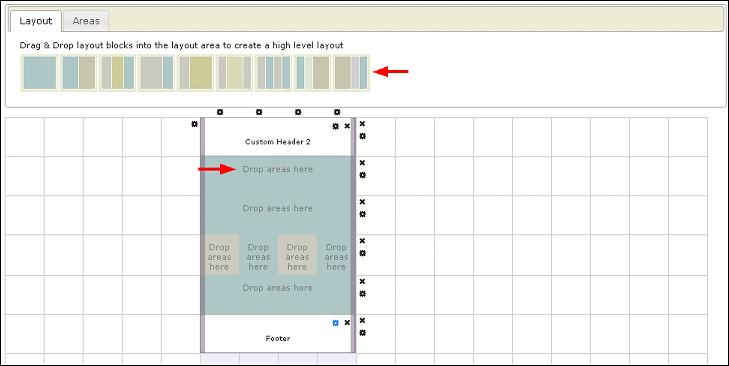 Layout Areas
Drag & Drop layout blocks into the layout area to create a high level layout
Custom Header 2
Drop areas here
Drop areas here
Drop areas here
Drop areas here
Drop areas here
Drop areas here
Drop areas here
Footer